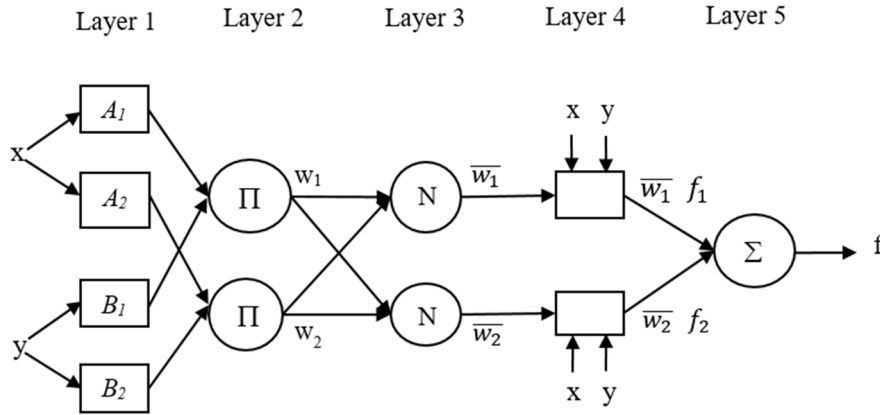 Layer 1 Layer 2 Layer 3 Layer 4 Layer 5
A₁
x y
x
w₁ w̅₁̅ w̅₁̅ f₁
A₂
Π N
Σ f
B₁
Π N
w̅₂̅ f₂
y
w₂ w̅₂̅
B₂
x y